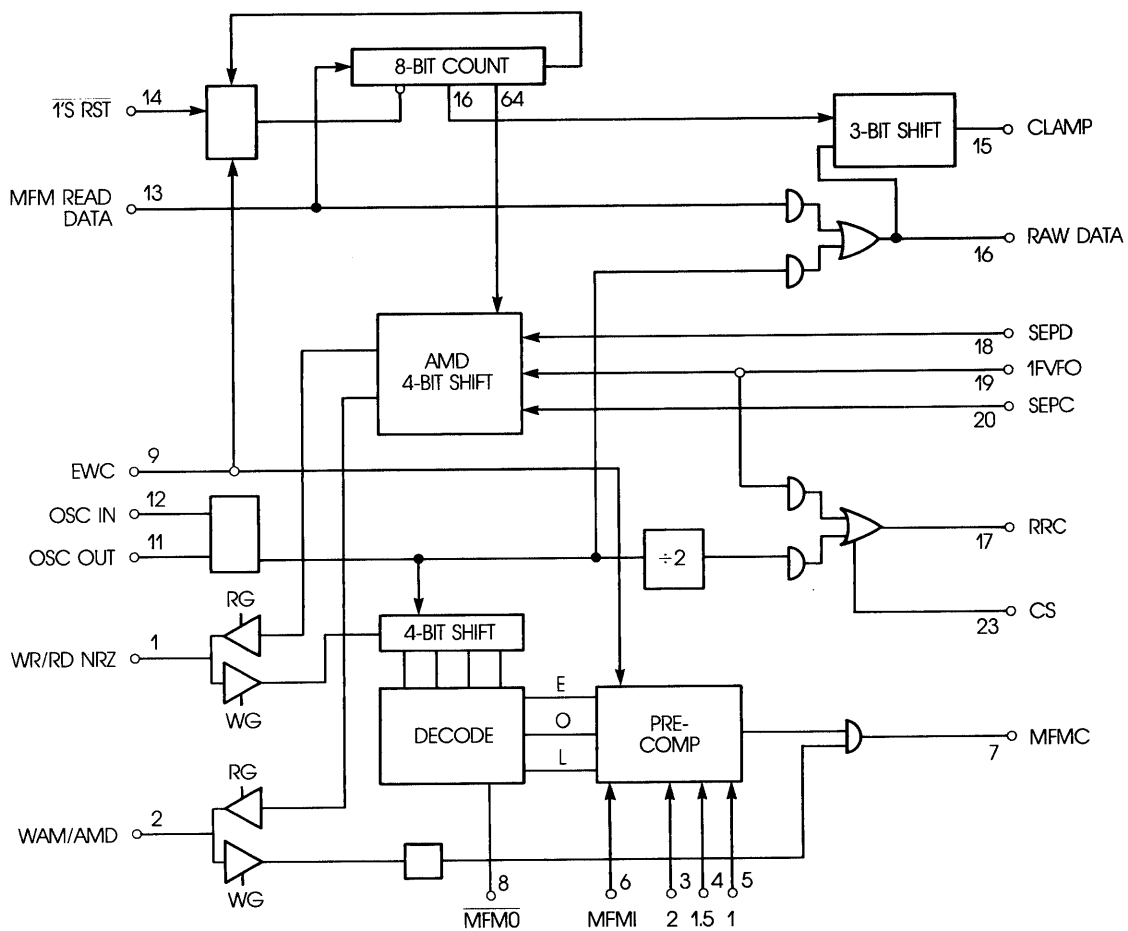 8-BIT COUNT
16 64
1'S RST 14
3-BIT SHIFT
15 CLAMP
MFM READ DATA 13
16 RAW DATA
AMD
4-BIT SHIFT
18 SEPD
19 1FVFO
20 SEPC
EWC 9
OSC IN 12
OSC OUT 11
÷2
17 RRC
23 CS
RG
WR/RD NRZ 1
WG
4-BIT SHIFT
DECODE
E
O
L
PRE-
COMP
7 MFMC
RG
WAM/AMD 2
WG
8 6 3 4 5
MFM0 MFMI 2 1.5 1